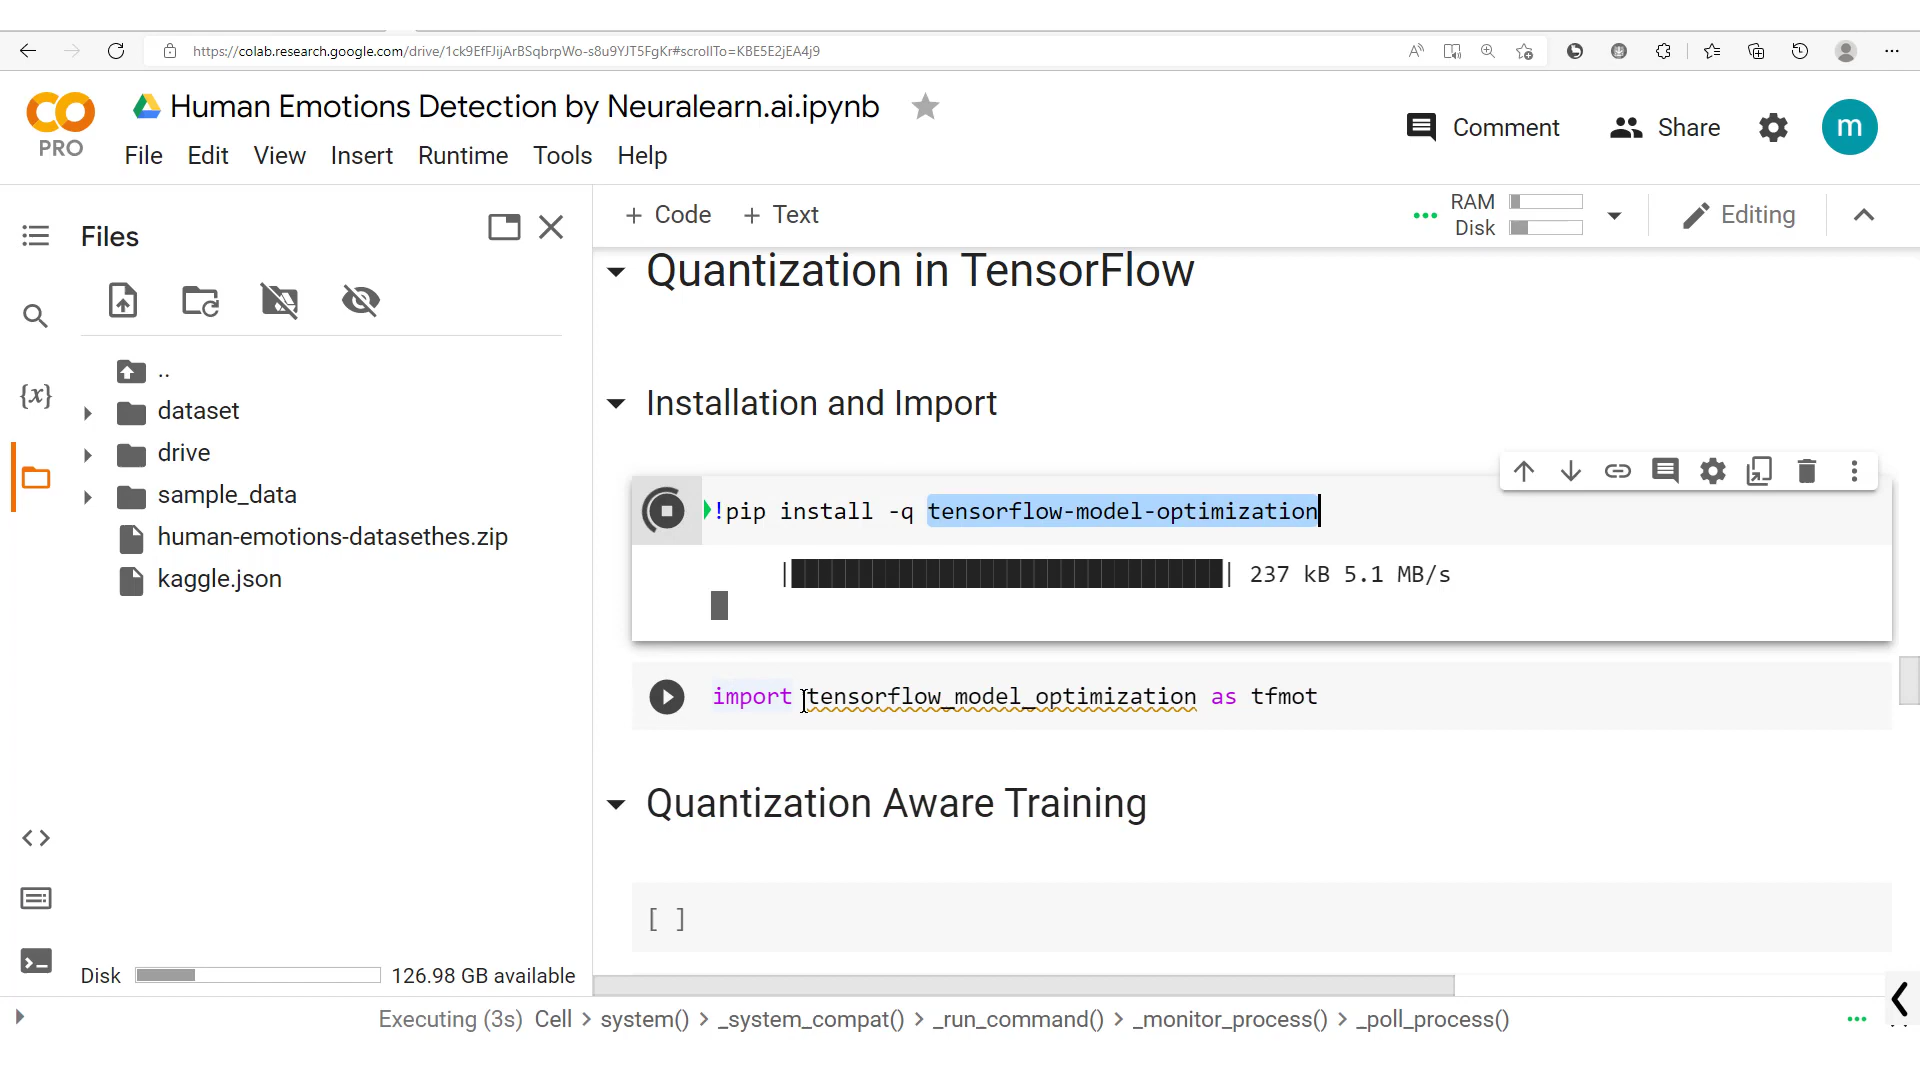 https://colab.research.google.com/drive/1ck9EfFJijArBSqbrpWo-s8u9YJT5FgKr#scrollTo=KBE5E2jEA4j9
Human Emotions Detection by Neuralearn.ai.ipynb
PRO
File Edit View Insert Runtime Tools Help
Comment Share m
Files
+ Code + Text
RAM
Disk
Editing
Quantization in TensorFlow
Installation and Import
..
dataset
drive
sample_data
human-emotions-datasethes.zip
kaggle.json
{x}
!pip install -q tensorflow-model-optimization
237 kB 5.1 MB/s
import tensorflow_model_optimization as tfmot
Quantization Aware Training
[ ]
Disk 126.98 GB available
Executing (3s) Cell > system() > _system_compat() > _run_command() > _monitor_process() > _poll_process()